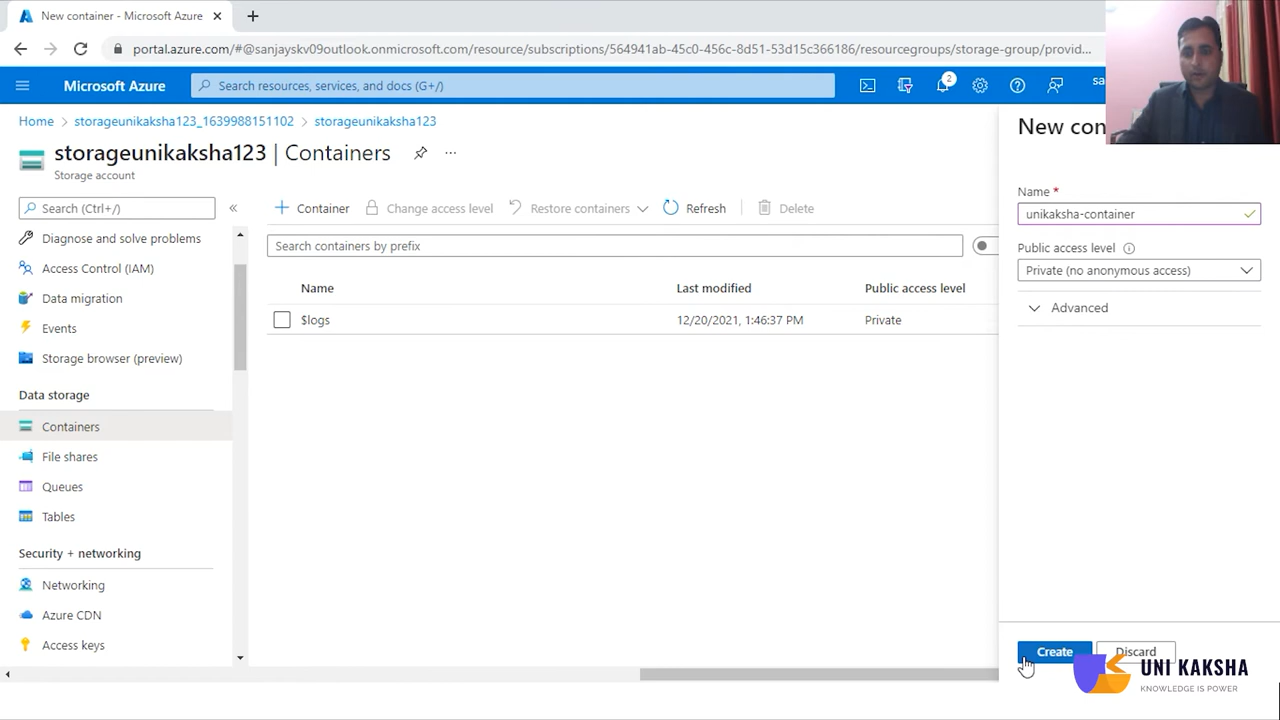 New container - Microsoft Azure
portal.azure.com/#@sanjayskv09outlook.onmicrosoft.com/resource/subscriptions/564941ab-45c0-456c-8d51-53d15c366186/resourcegroups/storage-group/provid...
Microsoft Azure
Search resources, services, and docs (G+/)
2
sa
Home > storageunikaksha123_1639988151102 > storageunikaksha123
storageunikaksha123 | Containers
...
Storage account
Search (Ctrl+/)
«
Diagnose and solve problems
Access Control (IAM)
Data migration
Events
Storage browser (preview)
Data storage
Containers
File shares
Queues
Tables
Security + networking
Networking
Azure CDN
Access keys
+ Container
Change access level
Restore containers
Refresh
Delete
Search containers by prefix
Name Last modified Public access level
$logs 12/20/2021, 1:46:37 PM Private
New con
Name *
unikaksha-container
Public access level
Private (no anonymous access)
Advanced
Create
Discard
UNI KAKSHA
KNOWLEDGE IS POWER